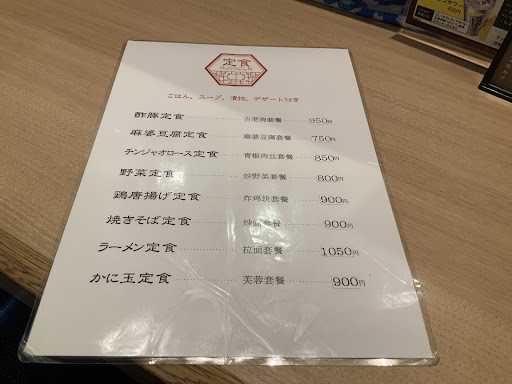 定食
ごはん、スープ、漬物、デザート付き
酢豚定食 古老肉套餐 950円
麻婆豆腐定食 麻婆豆腐套餐 750円
チンジャオロース定食 青椒肉丝套餐 850円
野菜定食 炒野菜套餐 800円
鶏唐揚げ定食 炸鸡块套餐 900円
焼きそば定食 炒面套餐 900円
ラーメン定食 拉面套餐 1050円
かに玉定食 芙蓉套餐 900円